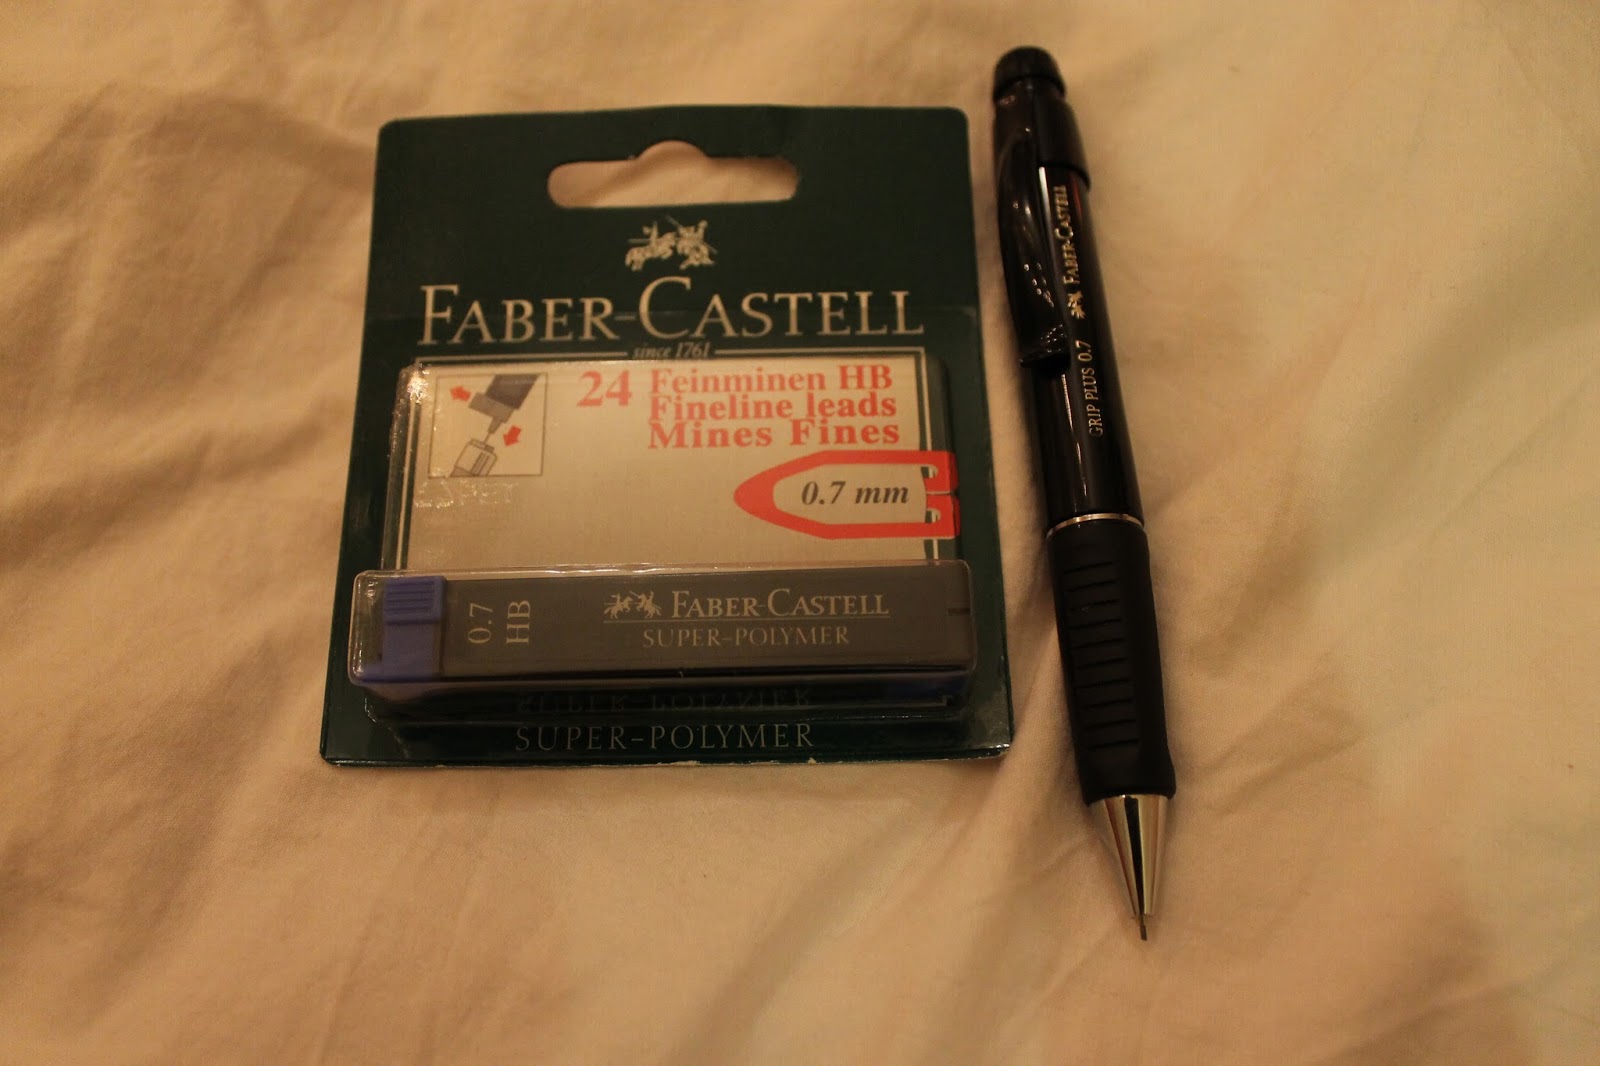 FABER-CASTELL
since 1761
24 Feinminen HB
Fineline leads
Mines Fines
0.7 mm
0.7
HB
FABER-CASTELL
SUPER-POLYMER
SUPER-POLYMER
FABER-CASTELL
GRIP PLUS 0.7